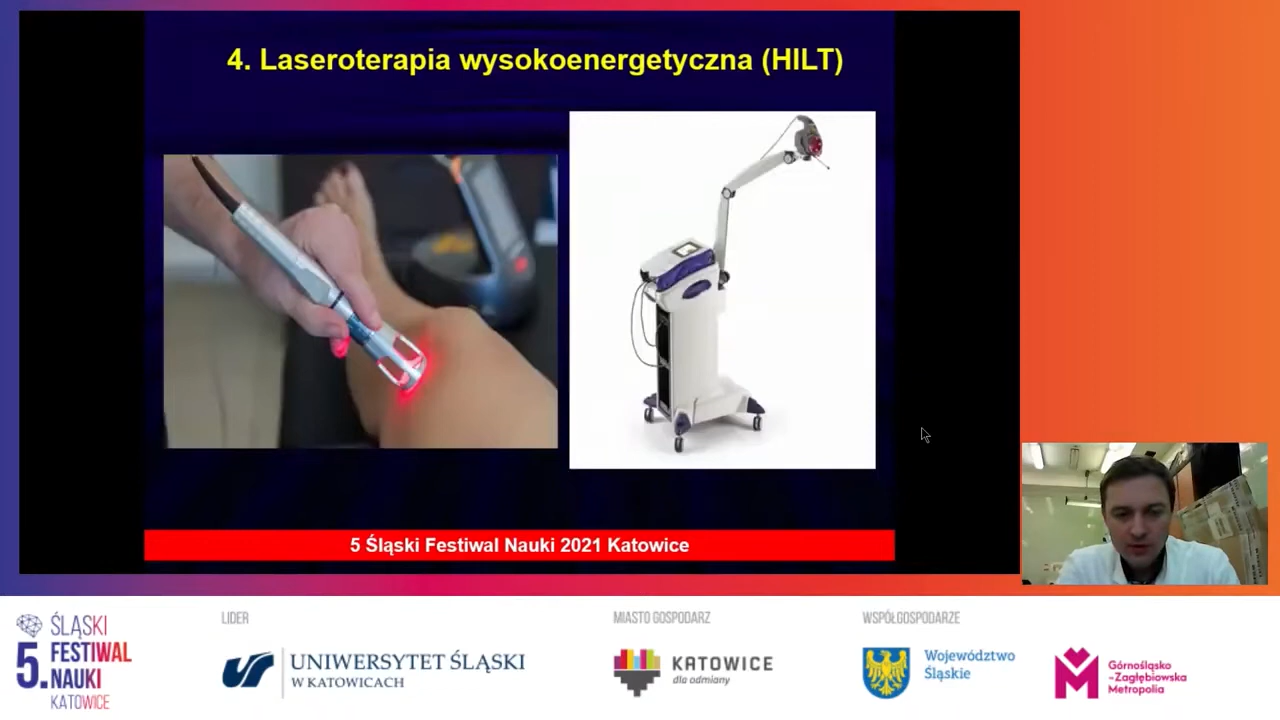 4. Laseroterapia wysokoenergetyczna (HILT)
5 Śląski Festiwal Nauki 2021 Katowice
5.
ŚLĄSKI
FESTIWAL
NAUKI
KATOWICE
LIDER
UNIWERSYTET ŚLĄSKI
W KATOWICACH
MIASTO GOSPODARZ
KATOWICE
dla odmiany
WSPÓŁGOSPODARZE
Województwo
Śląskie
Górnośląsko
-Zagłębiowska
Metropolia